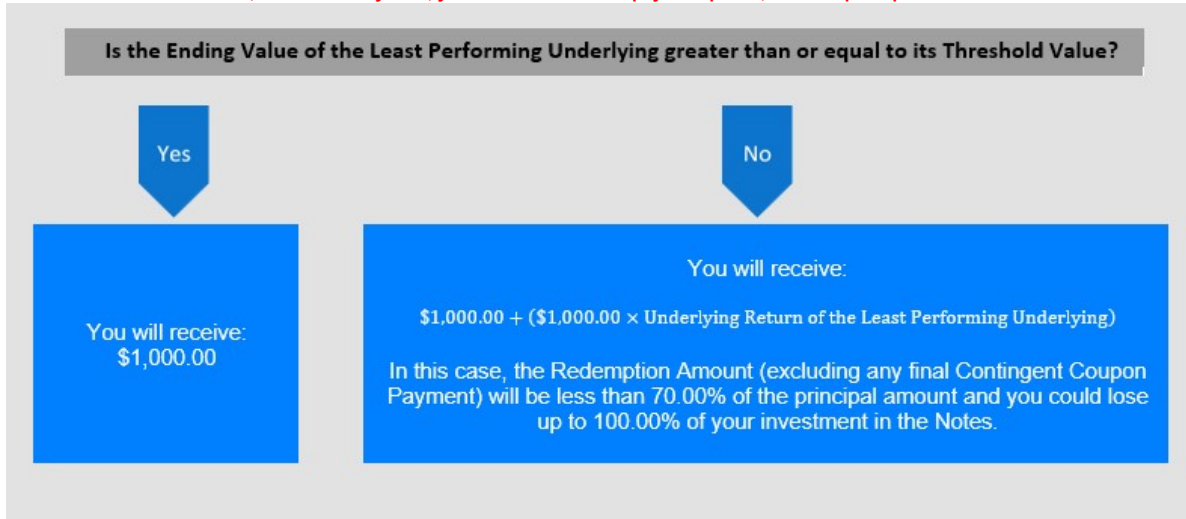 Is the Ending Value of the Least Performing Underlying greater than or equal to its Threshold Value?
Yes
No
You will receive:
$1,000.00
You will receive:
$1,000.00 + ($1,000.00 × Underlying Return of the Least Performing Underlying)
In this case, the Redemption Amount (excluding any final Contingent Coupon
Payment) will be less than 70.00% of the principal amount and you could lose
up to 100.00% of your investment in the Notes.